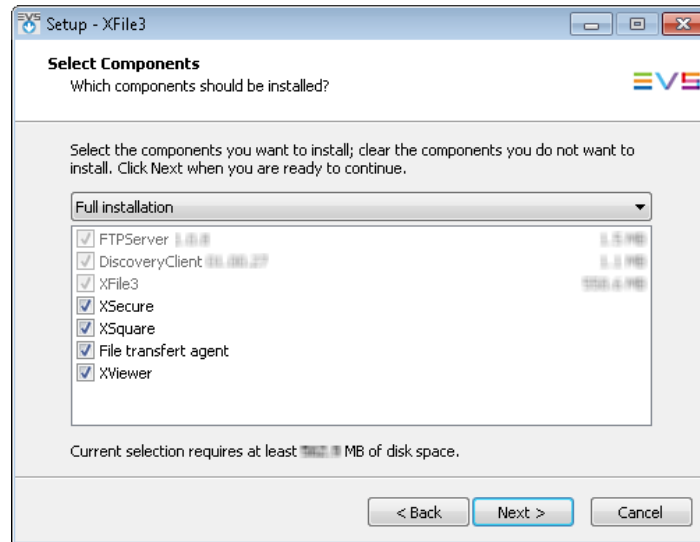 EVS
Setup - XFile3
Select Components
Which components should be installed?
EVS
Select the components you want to install; clear the components you do not want to
install. Click Next when you are ready to continue.
Full installation
FTPServer
DiscoveryClient
XFile3
XSecure
XSquare
File transfert agent
XViewer
Current selection requires at least MB of disk space.
< Back
Next >
Cancel